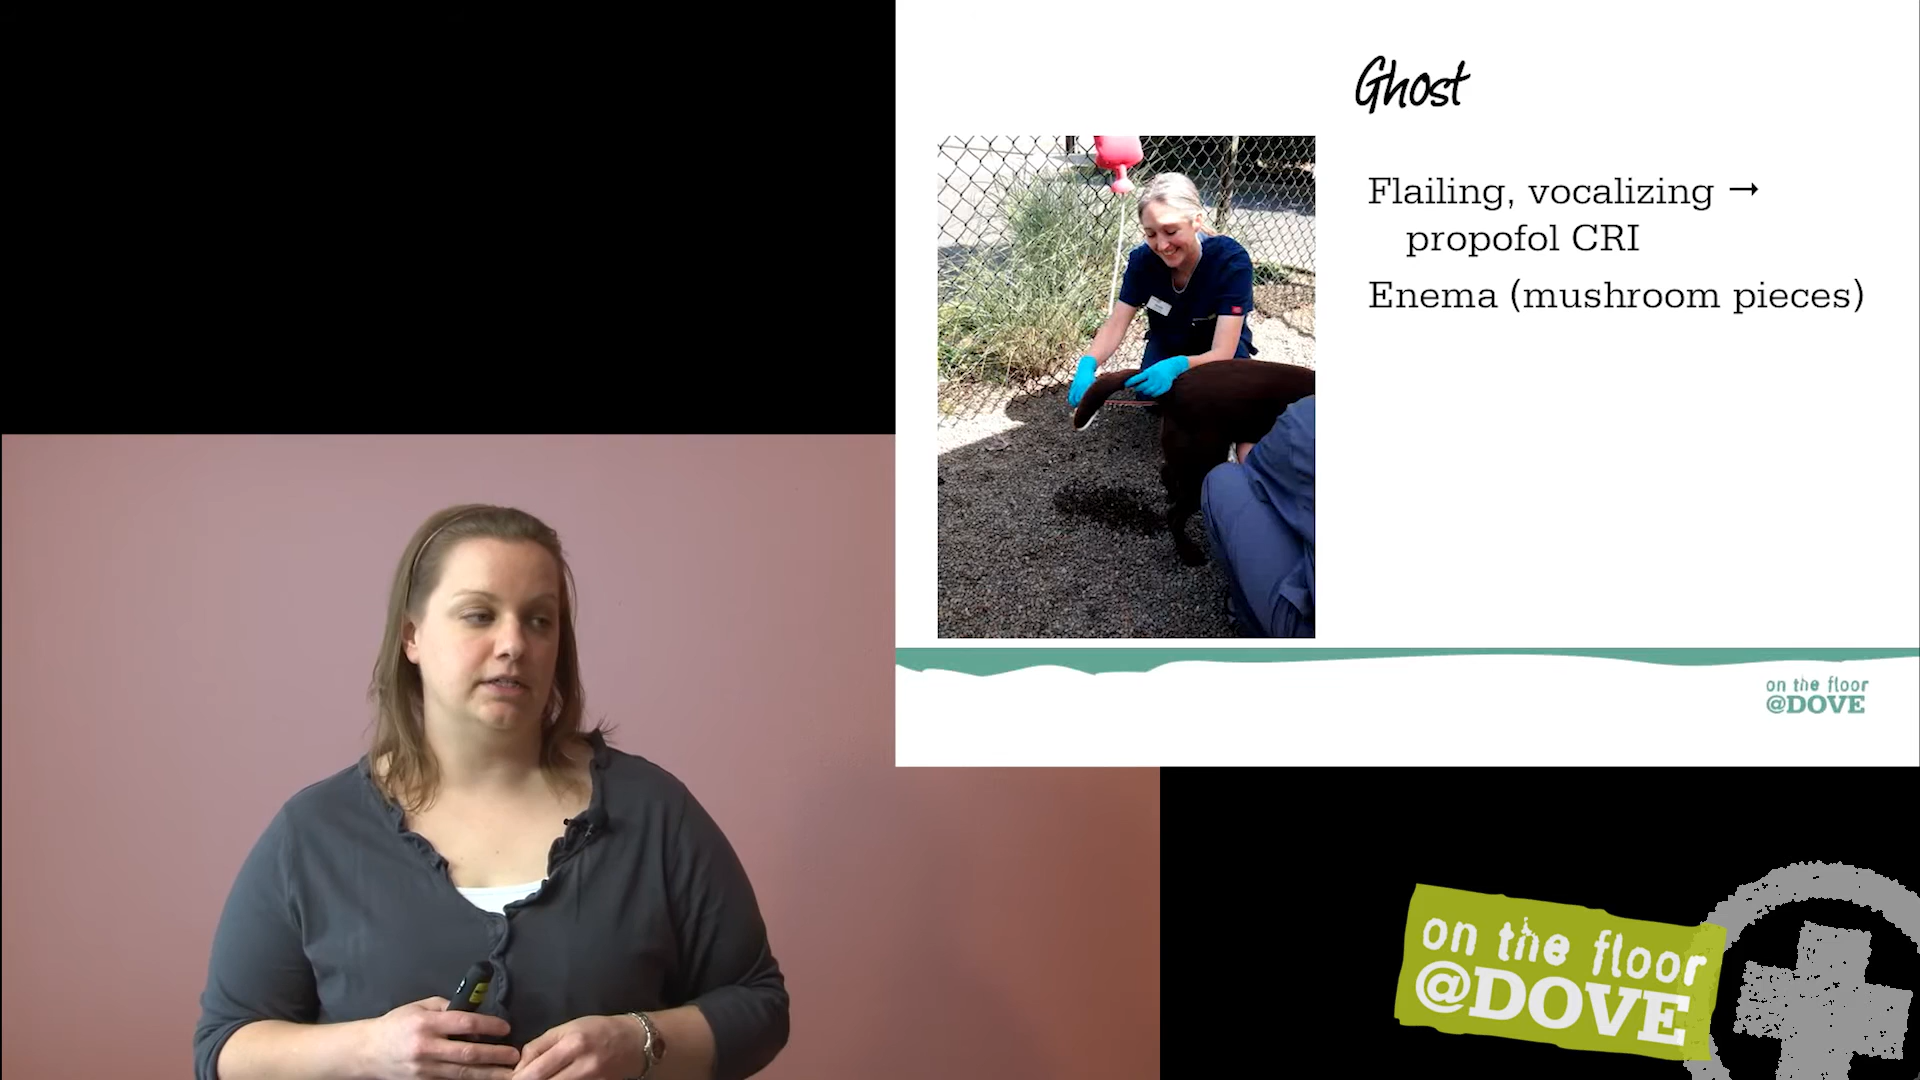 Ghost
Flailing, vocalizing →
propofol CRI
Enema (mushroom pieces)
on the floor
@DOVE
on the floor
@DOVE